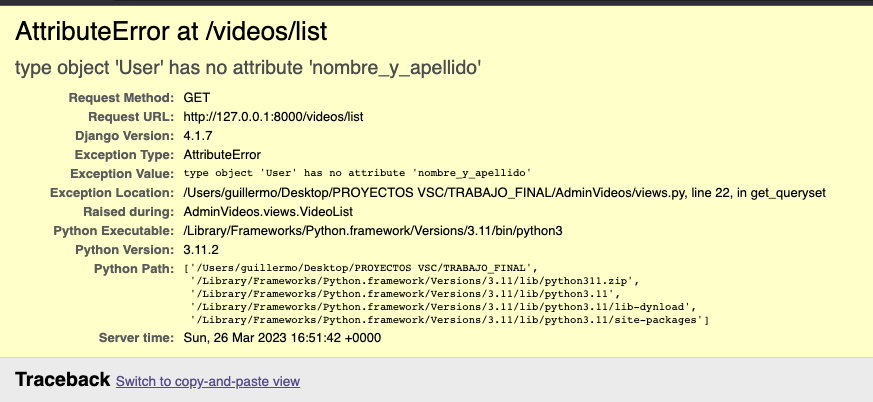 AttributeError at /videos/list
type object 'User' has no attribute 'nombre_y_apellido'
Request Method: GET
Request URL: http://127.0.0.1:8000/videos/list
Django Version: 4.1.7
Exception Type: AttributeError
Exception Value: type object 'User' has no attribute 'nombre_y_apellido'
Exception Location: /Users/guillermo/Desktop/PROYECTOS VSC/TRABAJO_FINAL/AdminVideos/views.py, line 22, in get_queryset
Raised during: AdminVideos.views.VideoList
Python Executable: /Library/Frameworks/Python.framework/Versions/3.11/bin/python3
Python Version: 3.11.2
Python Path: ['/Users/guillermo/Desktop/PROYECTOS VSC/TRABAJO_FINAL',
'/Library/Frameworks/Python.framework/Versions/3.11/lib/python311.zip',
'/Library/Frameworks/Python.framework/Versions/3.11/lib/python3.11',
'/Library/Frameworks/Python.framework/Versions/3.11/lib/python3.11/lib-dynload',
'/Library/Frameworks/Python.framework/Versions/3.11/lib/python3.11/site-packages']
Server time: Sun, 26 Mar 2023 16:51:42 +0000
Traceback Switch to copy-and-paste view